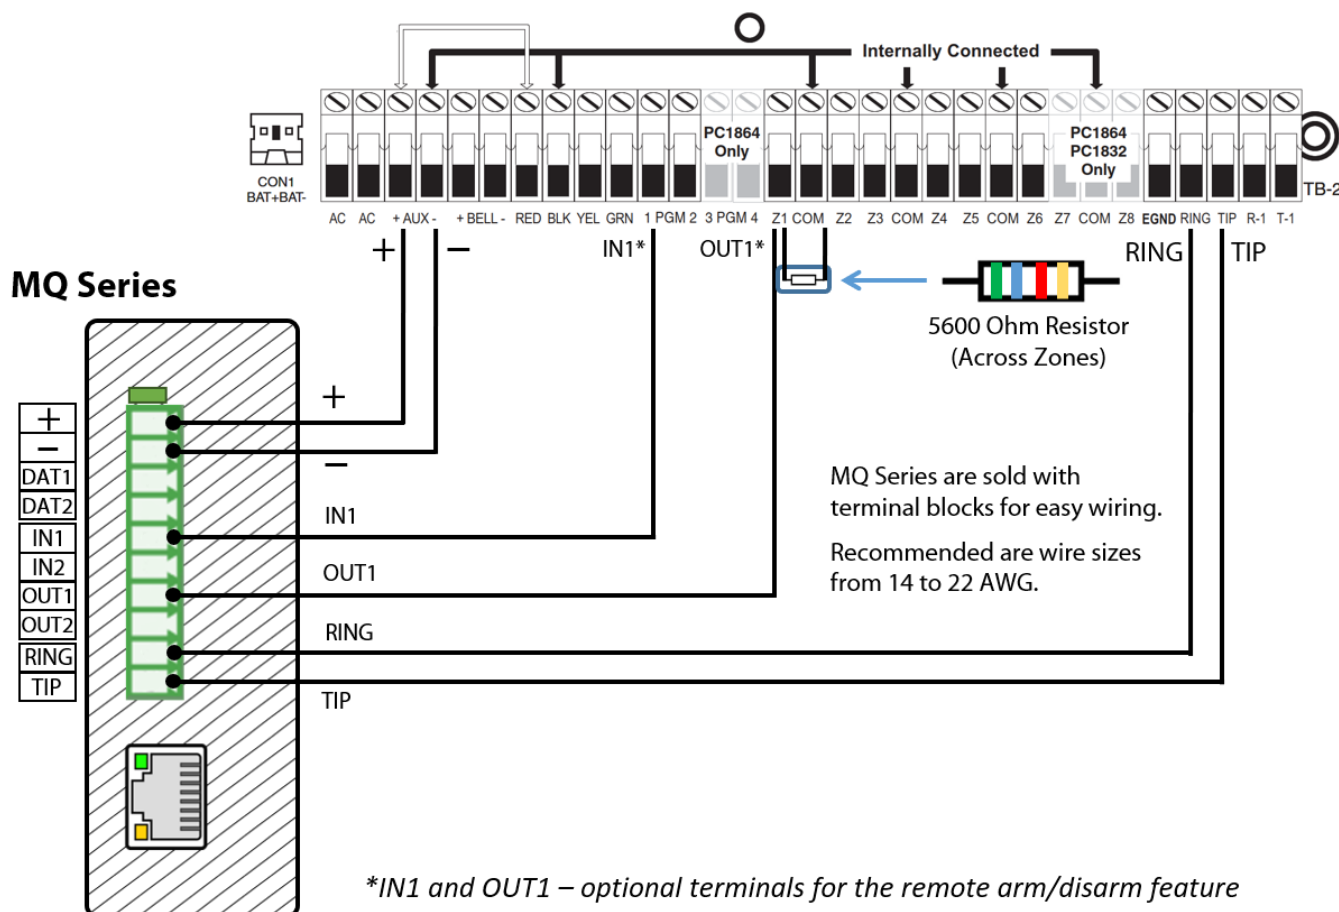 Internally Connected
CON1
BAT+BAT-
PC1864
Only
PC1864
PC1832
Only
TB-2
AC AC + AUX - + BELL - RED BLK YEL GRN 1 PGM 2 3 PGM 4 Z1 COM Z2 Z3 COM Z4 Z5 COM Z6 Z7 COM Z8 EGND RING TIP R-1 T-1
+ − IN1* OUT1* RING TIP
MQ Series
5600 Ohm Resistor
(Across Zones)
+
−
DAT1
DAT2
IN1
IN2
OUT1
OUT2
RING
TIP
+
−
IN1
OUT1
RING
TIP
MQ Series are sold with
terminal blocks for easy wiring.
Recommended are wire sizes
from 14 to 22 AWG.
*IN1 and OUT1 – optional terminals for the remote arm/disarm feature